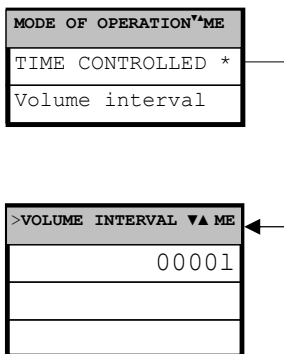 MODE OF OPERATION▼▲ME
TIME CONTROLLED *
Volume interval
>VOLUME INTERVAL ▼▲ ME
00001